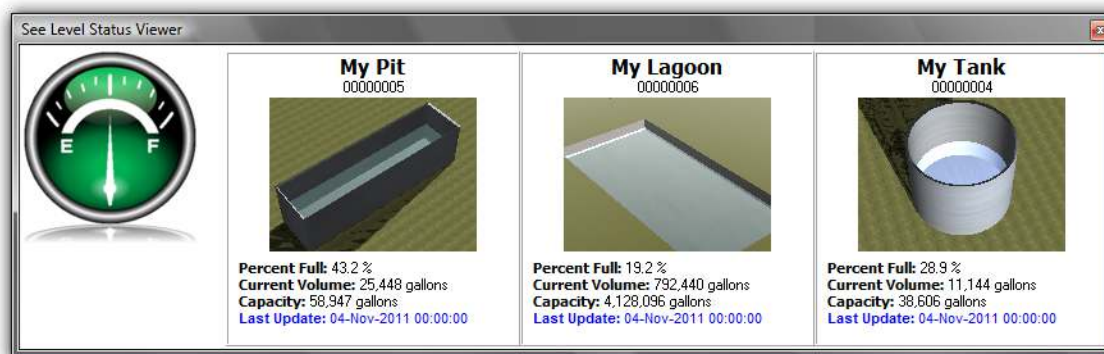 See Level Status Viewer
E F
My Pit
00000005
Percent Full: 43.2 %
Current Volume: 25,448 gallons
Capacity: 58,947 gallons
Last Update: 04-Nov-2011 00:00:00
My Lagoon
00000006
Percent Full: 19.2 %
Current Volume: 792,440 gallons
Capacity: 4,128,096 gallons
Last Update: 04-Nov-2011 00:00:00
My Tank
00000004
Percent Full: 28.9 %
Current Volume: 11,144 gallons
Capacity: 38,606 gallons
Last Update: 04-Nov-2011 00:00:00